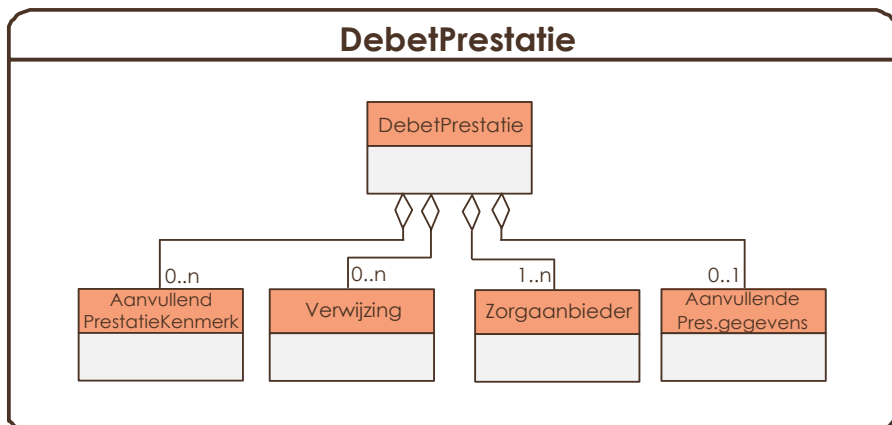 DebetPrestatie
DebetPrestatie
0..n
0..n
1..n
0..1
Aanvullend
PrestatieKenmerk
Verwijzing
Zorgaanbieder
Aanvullende
Pres.gegevens